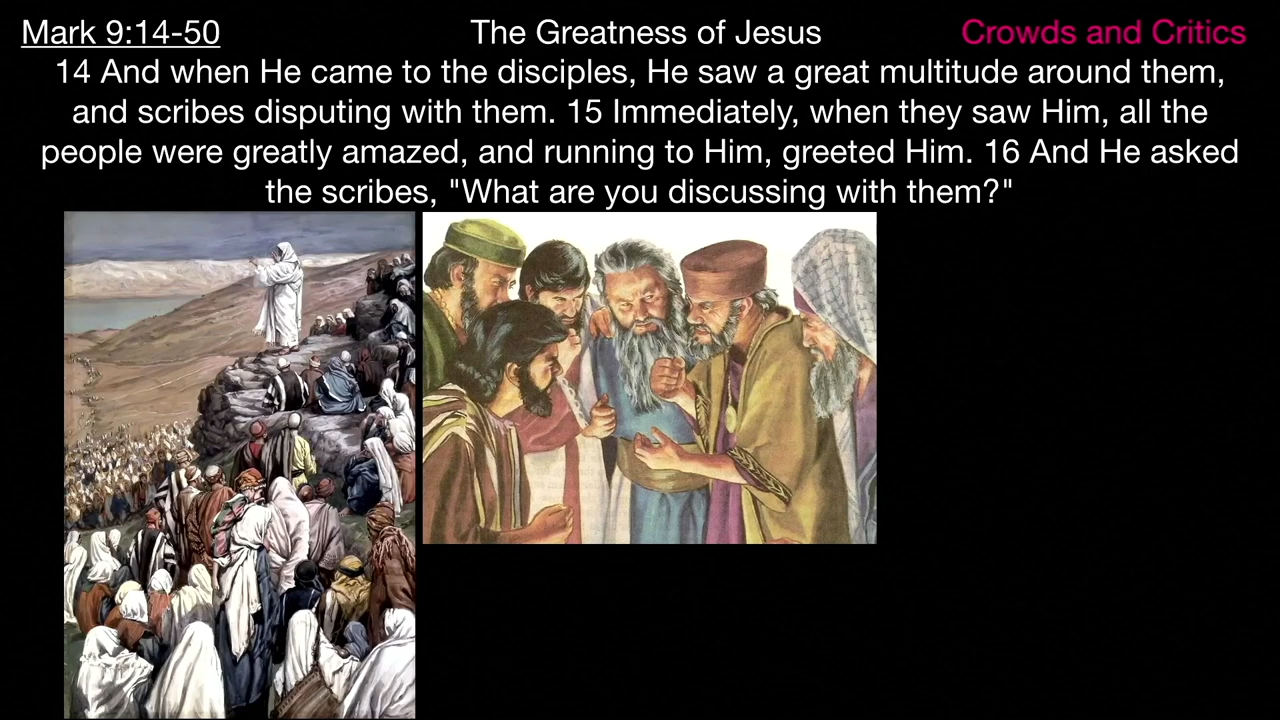 Mark 9:14-50 The Greatness of Jesus Crowds and Critics
14 And when He came to the disciples, He saw a great multitude around them,
and scribes disputing with them. 15 Immediately, when they saw Him, all the
people were greatly amazed, and running to Him, greeted Him. 16 And He asked
the scribes, "What are you discussing with them?"